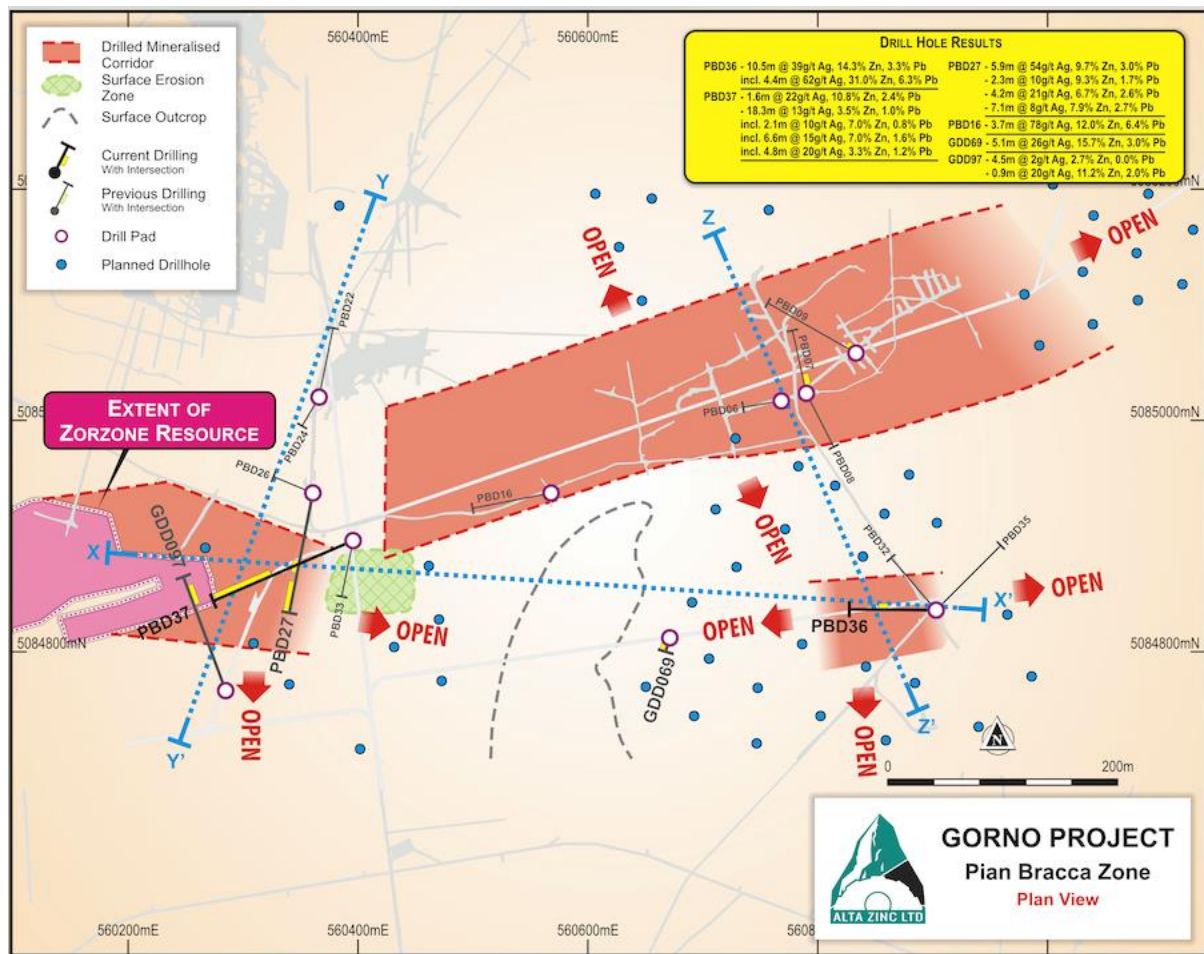 560400mE
560600mE
Drilled Mineralised
Corridor
Surface Erosion
Zone
Surface Outcrop
Current Drilling
With Intersection
Previous Drilling
With Intersection
Drill Pad
Planned Drillhole
DRILL HOLE RESULTS
PBD36 - 10.5m @ 39g/t Ag, 14.3% Zn, 3.3% Pb
incl. 4.4m @ 62g/t Ag, 31.0% Zn, 6.3% Pb
PBD37 - 1.6m @ 22g/t Ag, 10.8% Zn, 2.4% Pb
- 18.3m @ 13g/t Ag, 3.5% Zn, 1.0% Pb
incl. 2.1m @ 10g/t Ag, 7.0% Zn, 0.8% Pb
incl. 6.6m @ 15g/t Ag, 7.0% Zn, 1.6% Pb
incl. 4.8m @ 20g/t Ag, 3.3% Zn, 1.2% Pb
PBD27 - 5.9m @ 54g/t Ag, 9.7% Zn, 3.0% Pb
- 2.3m @ 10g/t Ag, 9.3% Zn, 1.7% Pb
- 4.2m @ 21g/t Ag, 6.7% Zn, 2.6% Pb
- 7.1m @ 8g/t Ag, 7.9% Zn, 2.7% Pb
PBD16 - 3.7m @ 78g/t Ag, 12.0% Zn, 6.4% Pb
GDD69 - 5.1m @ 26g/t Ag, 15.7% Zn, 3.0% Pb
GDD97 - 4.5m @ 2g/t Ag, 2.7% Zn, 0.0% Pb
- 0.9m @ 20g/t Ag, 11.2% Zn, 2.0% Pb
Y
Z
OPEN
OPEN
PBD22
PBD09
PBD07
EXTENT OF
ZORZONE RESOURCE
5085
5085000mN
PBD06
PBD24
PBD08
PBD26
PBD16
OPEN
GDD097
X
PBD35
PBD32
PBD37
PBD27
PBD33
OPEN
OPEN
OPEN
X'
PBD36
5084800mN
5084800mN
GDD069
OPEN
OPEN
Y'
Z'
N
0
200m
GORNO PROJECT
Pian Bracca Zone
Plan View
ALTA ZINC LTD
560200mE
560400mE
560600mE
5608